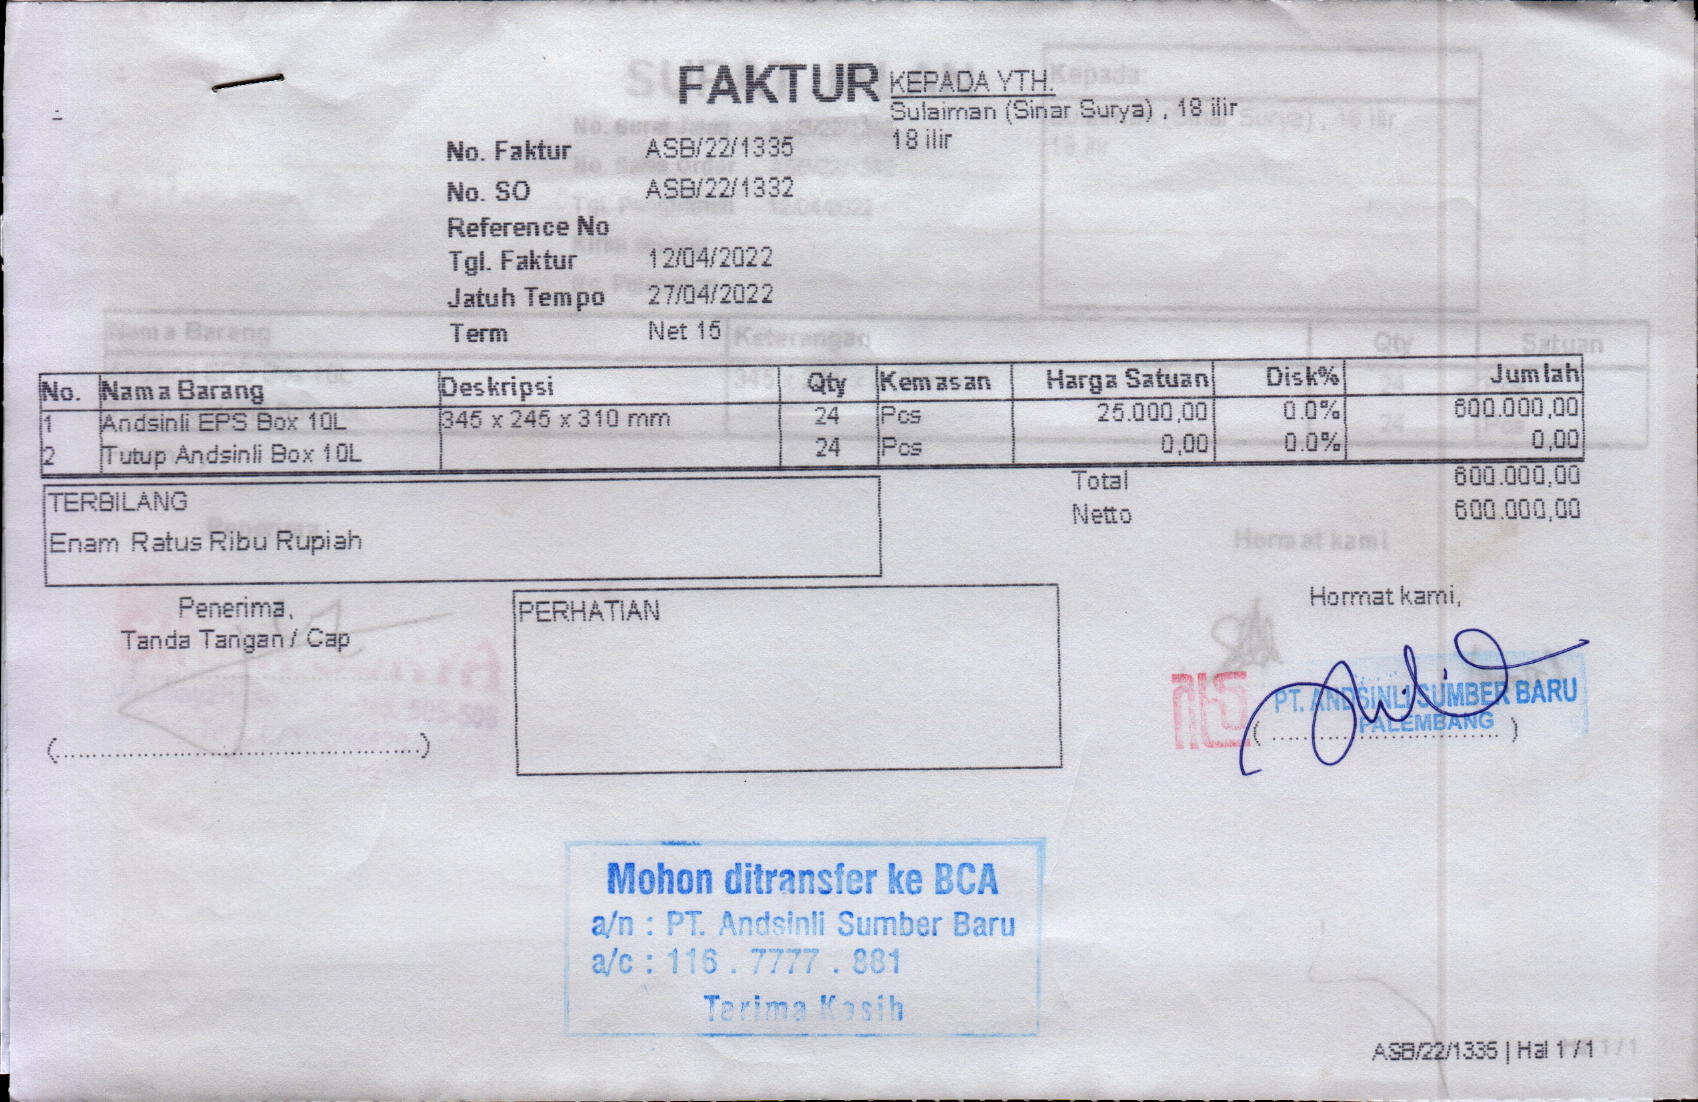 FAKTUR
KEPADA YTH.
Sulaiman (Sinar Surya) , 18 ilir
18 ilir
No. Faktur ASB/22/1335
No. SO ASB/22/1332
Reference No
Tgl. Faktur 12/04/2022
Jatuh Tempo 27/04/2022
Term Net 15
No. Nama Barang Deskripsi Qty Kemasan Harga Satuan Disk% Jumlah
1 Andsinli EPS Box 10L 345 x 245 x 310 mm 24 Pcs 25.000,00 0.0% 600.000,00
2 Tutup Andsinli Box 10L 24 Pcs 0,00 0.0% 0,00
Total 600.000,00
Netto 600.000,00
TERBILANG
Enam Ratus Ribu Rupiah
Penerima,
Tanda Tangan / Cap
(........................................................)
PERHATIAN
Hormat kami,
PT. ANDSINLI SUMBER BARU
PALEMBANG
(....................................)
Mohon ditransfer ke BCA
a/n : PT. Andsinli Sumber Baru
a/c : 116 . 7777 . 881
Terima Kasih
ASB/22/1335 | Hal 1 / 1